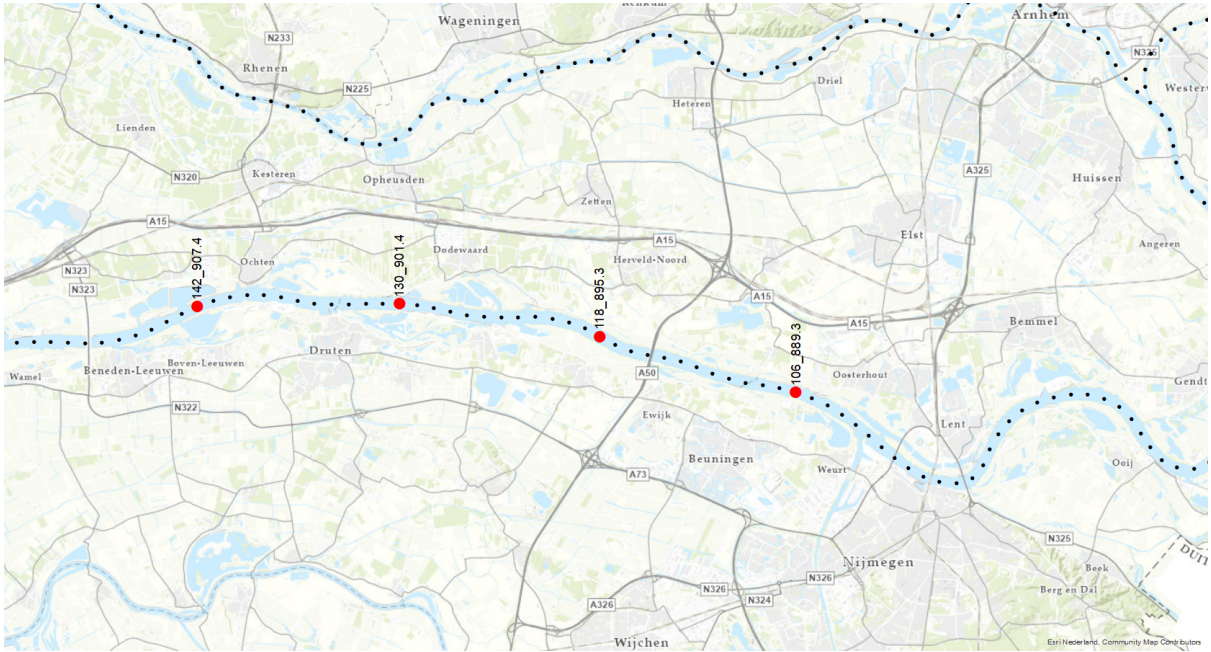 Wageningen
Renkum
Arnhem
N233
Rhenen
N225
N325
Driel
Heteren
Lienden
Kesteren
N320
Opheusden
A325
Huissen
Zetten
A15
A15
Elst
Angeren
142_907.4
130_901.4
Dodewaard
Ochten
N323
N323
Herveld-Noord
118_895.3
A15
A15
Bemmel
106_889.3
Boven-Leeuwen
Druten
Beneden-Leeuwen
Wamel
A50
Oosterhout
Gendt
N322
Ewijk
Lent
Beuningen
Weurt
Ooij
A73
N325
Nijmegen
Beek
Berg en Dal
N326
N326
N324
A326
Wijchen
Esri Nederland, Community Map Contributors